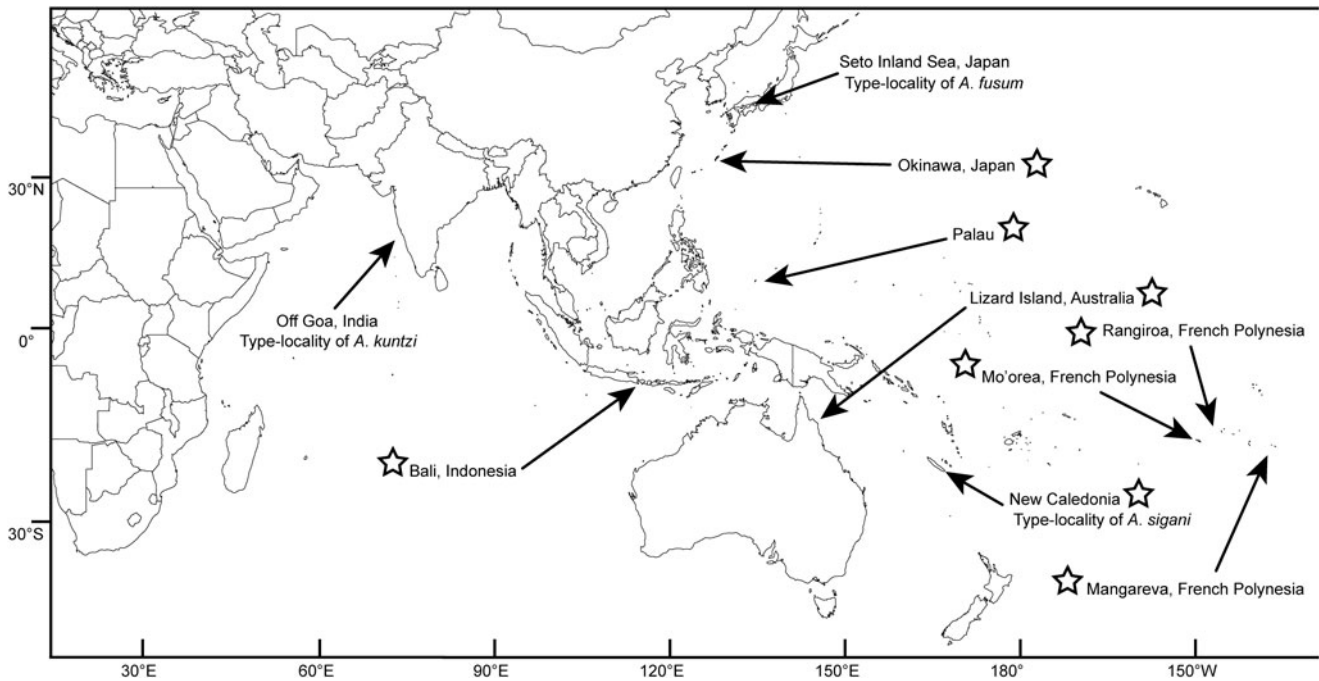 Seto Inland Sea, Japan
Type-locality of A. fusum
Okinawa, Japan
30°N
Palau
Lizard Island, Australia
Off Goa, India
Type-locality of A. kuntzi
0°
Rangiroa, French Polynesia
Mo'orea, French Polynesia
Bali, Indonesia
New Caledonia
Type-locality of A. sigani
30°S
Mangareva, French Polynesia
30°E
60°E
90°E
120°E
150°E
180°
150°W